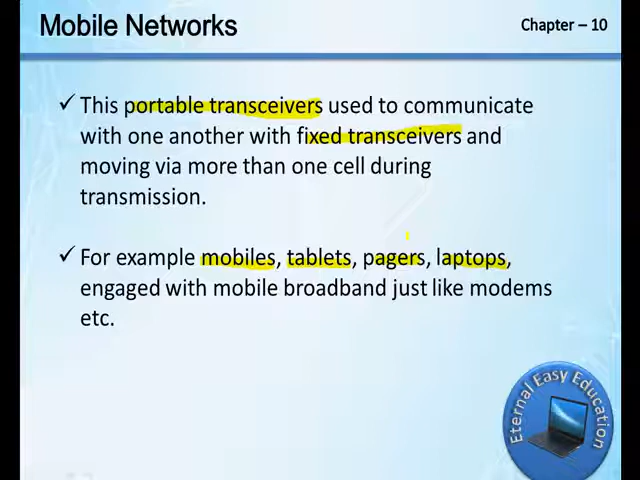 Mobile Networks
Chapter – 10
✓ This portable transceivers used to communicate
with one another with fixed transceivers and
moving via more than one cell during
transmission.
✓ For example mobiles, tablets, pagers, laptops,
engaged with mobile broadband just like modems
etc.
Eternal Easy Education